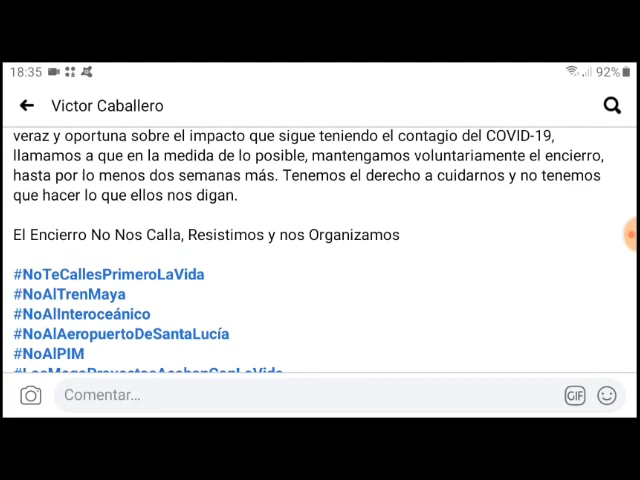 18:35
92%
Victor Caballero
veraz y oportuna sobre el impacto que sigue teniendo el contagio del COVID-19,
llamamos a que en la medida de lo posible, mantengamos voluntariamente el encierro,
hasta por lo menos dos semanas más. Tenemos el derecho a cuidarnos y no tenemos
que hacer lo que ellos nos digan.
El Encierro No Nos Calla, Resistimos y nos Organizamos
#NoTeCallesPrimeroLaVida
#NoAlTrenMaya
#NoAlInteroceánico
#NoAlAeropuertoDeSantaLucía
#NoAlPIM
#LosMegaProyectosAcabanConLaVida
Comentar...
GIF